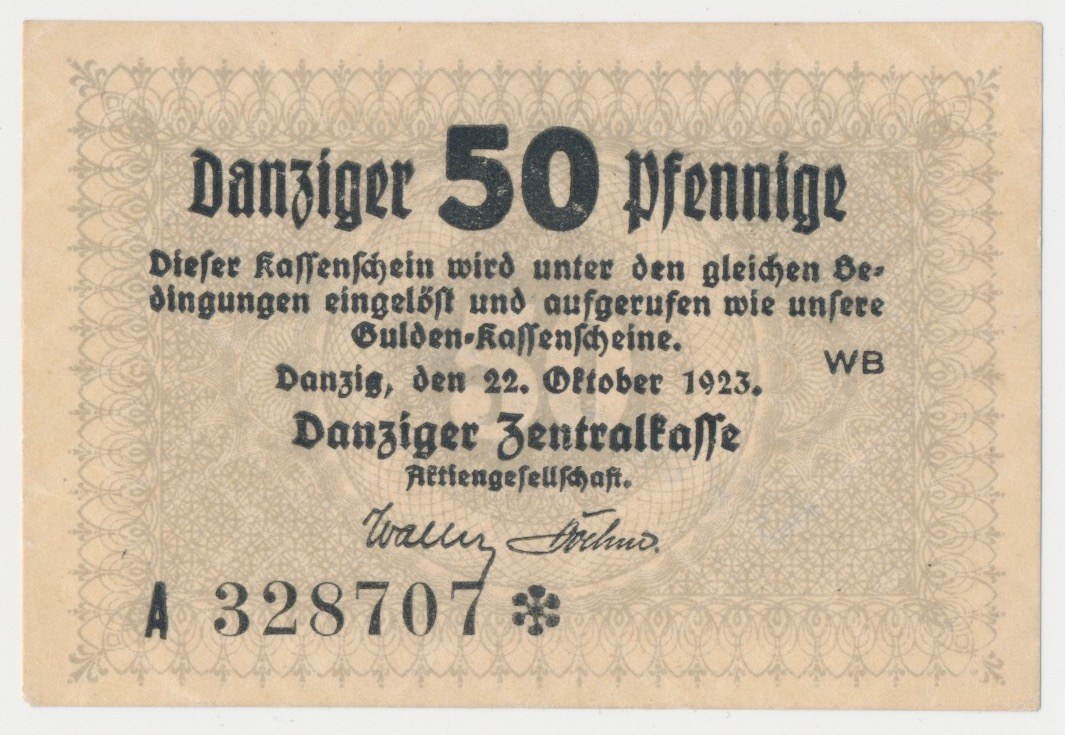 Danziger 50 Pfennige
Dieser Kassenschein wird unter den gleichen Be-
dingungen eingelöst und aufgerufen wie unsere
Gulden-Kassenscheine.
WB
Danzig, den 22. Oktober 1923.
Danziger Zentralkasse
Aktiengesellschaft.
A 328707